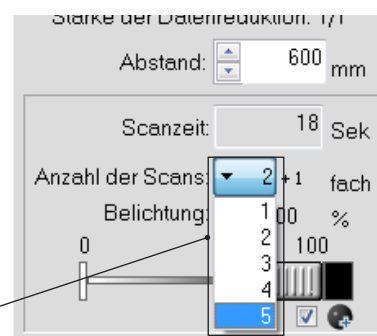 Stärke der Datenreduktion: 1/1
Abstand: 600 mm
Scanzeit: 18 Sek
Anzahl der Scans: 2 + 1 fach
Belichtung: 00 %
1
2
3
4
5
0 100